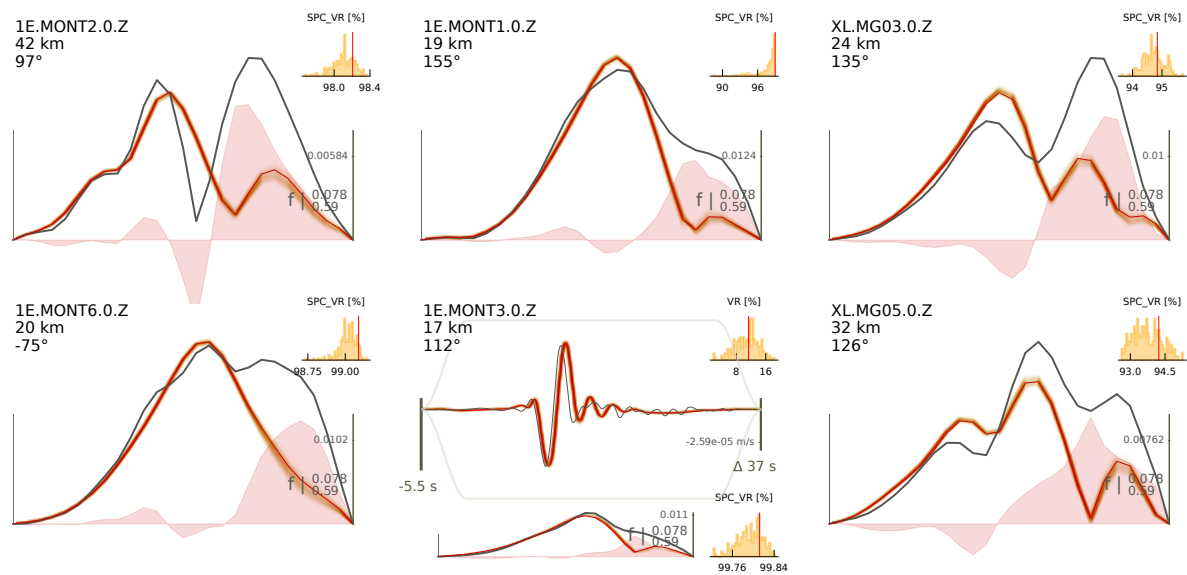 1E.MONT2.0.Z
42 km
97°
SPC_VR [%]
98.0 98.4
0.00584
f | 0.078
0.59
1E.MONT1.0.Z
19 km
155°
SPC_VR [%]
90 96
0.0124
f | 0.078
0.59
XL.MG03.0.Z
24 km
135°
SPC_VR [%]
94 95
0.01
f | 0.078
0.59
1E.MONT6.0.Z
20 km
-75°
SPC_VR [%]
98.75 99.00
0.0102
f | 0.078
0.59
1E.MONT3.0.Z
17 km
112°
VR [%]
8 16
-2.59e-05 m/s
-5.5 s
Δ 37 s
SPC_VR [%]
0.011
f | 0.078
0.59
99.76 99.84
XL.MG05.0.Z
32 km
126°
SPC_VR [%]
93.0 94.5
0.00762
f | 0.078
0.59